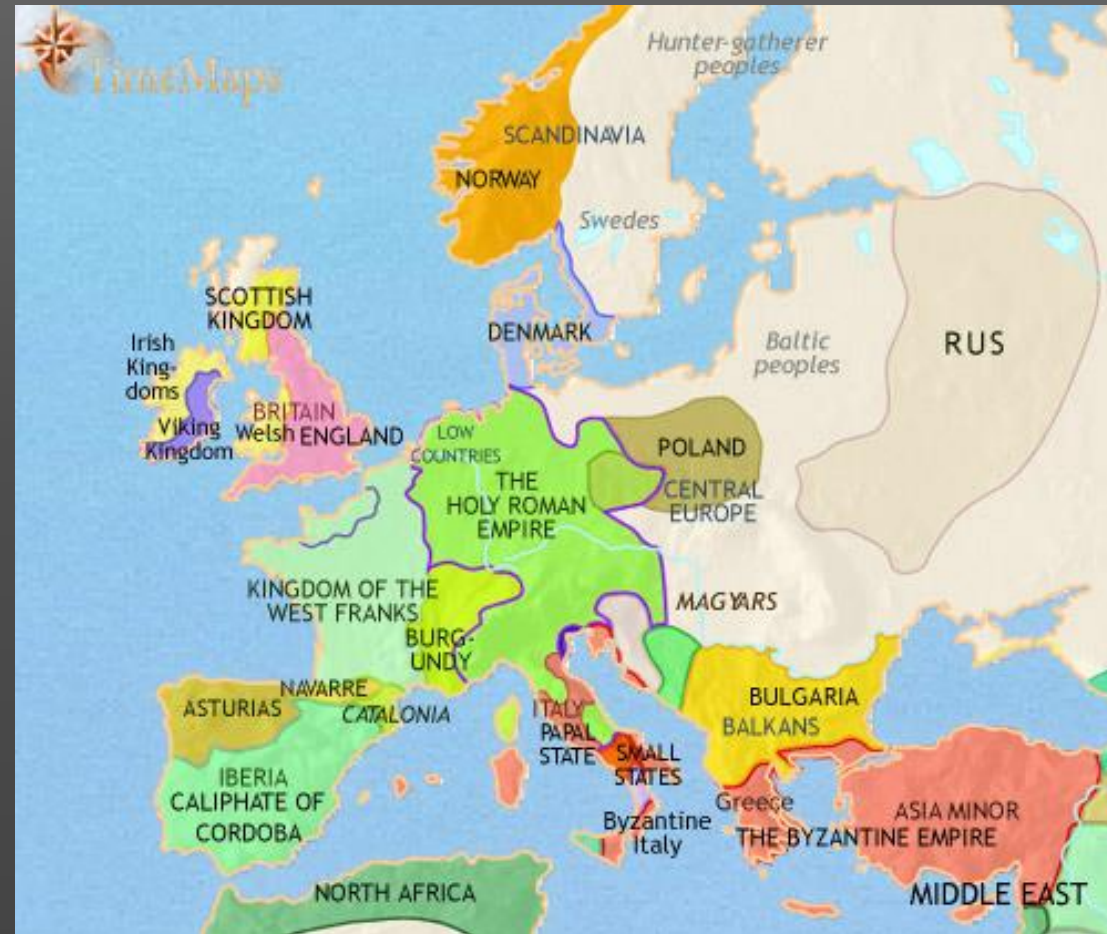 TimeMaps
Hunter-gatherer
peoples
SCANDINAVIA
NORWAY
Swedes
SCOTTISH
KINGDOM
DENMARK
Baltic
peoples
RUS
Irish
King-
doms
Viking
Kingdom
BRITAIN
Welsh
ENGLAND
LOW
COUNTRIES
THE
HOLY ROMAN
EMPIRE
POLAND
CENTRAL
EUROPE
KINGDOM OF THE
WEST FRANKS
MAGYARS
BURG-
UNDY
NAVARRE
ASTURIAS
CATALONIA
ITALY
PAPAL
STATE
SMALL
STATES
BULGARIA
BALKANS
IBERIA
CALIPHATE OF
CORDOBA
Byzantine
Italy
Greece
ASIA MINOR
THE BYZANTINE EMPIRE
NORTH AFRICA
MIDDLE EAST